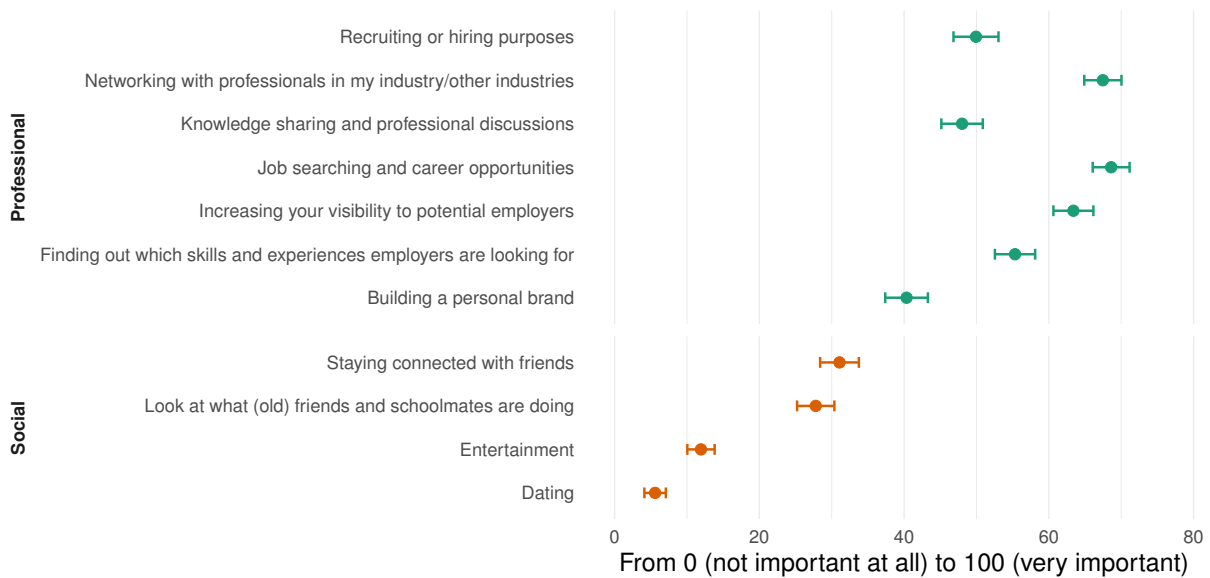 Professional
Recruiting or hiring purposes
Networking with professionals in my industry/other industries
Knowledge sharing and professional discussions
Job searching and career opportunities
Increasing your visibility to potential employers
Finding out which skills and experiences employers are looking for
Building a personal brand
Social
Staying connected with friends
Look at what (old) friends and schoolmates are doing
Entertainment
Dating
0 20 40 60 80
From 0 (not important at all) to 100 (very important)